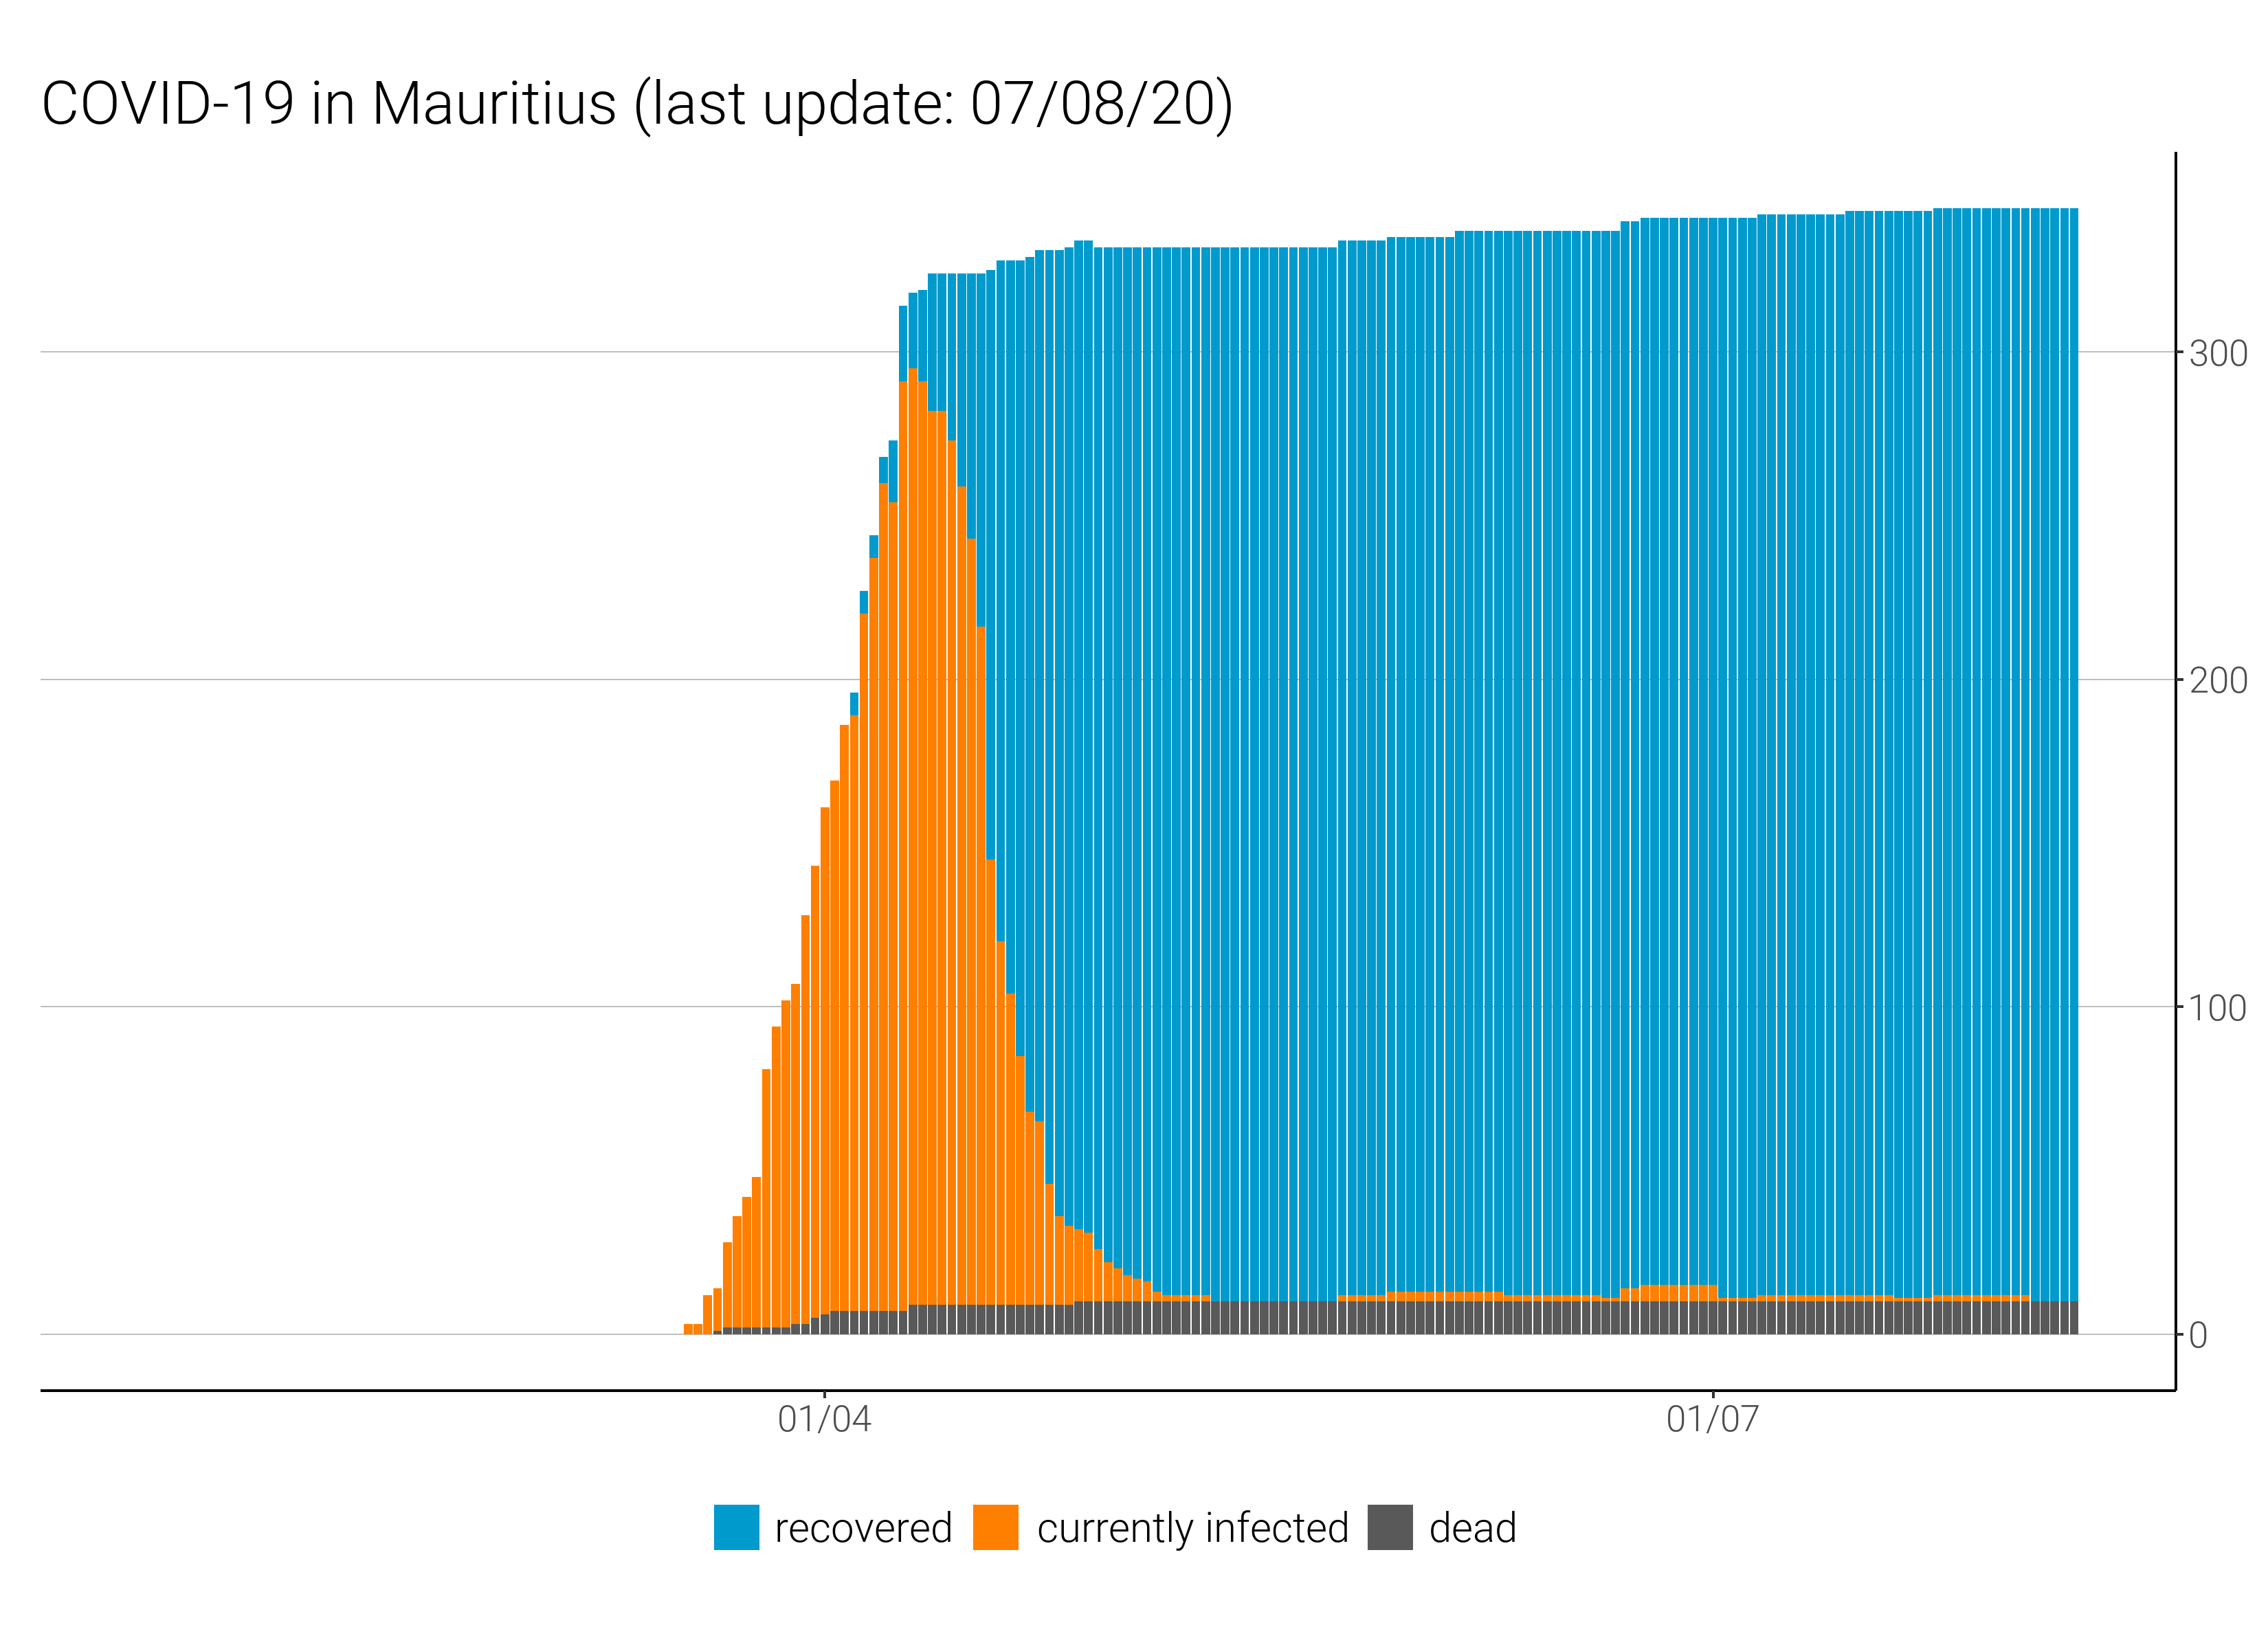 COVID-19 in Mauritius (last update: 07/08/20)
300
200
100
0
01/04 01/07
recovered currently infected dead